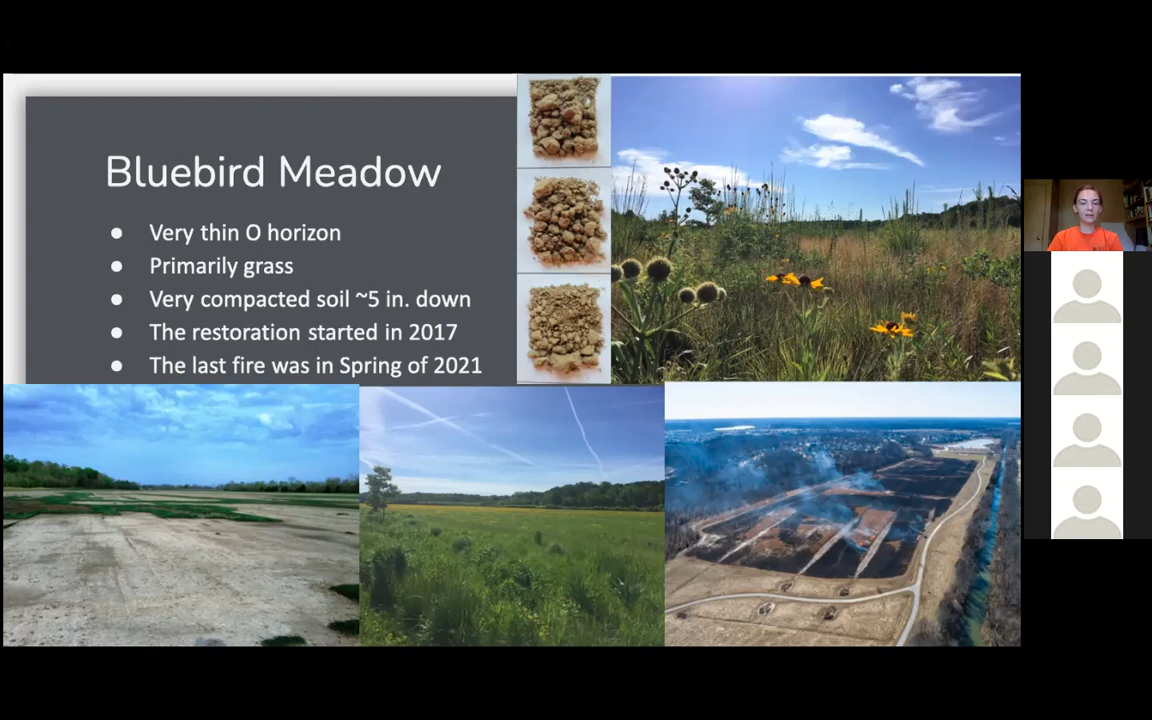 Bluebird Meadow
● Very thin O horizon
● Primarily grass
● Very compacted soil ~5 in. down
● The restoration started in 2017
● The last fire was in Spring of 2021